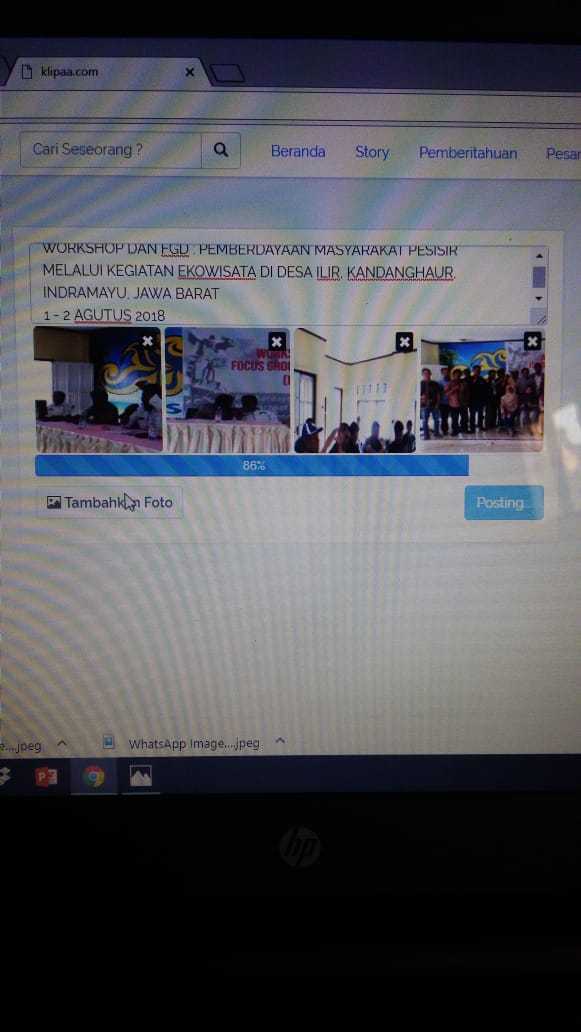 klipaa.com
Cari Seseorang ?
Beranda
Story
Pemberitahuan
Pesan
WORKSHOP DAN FGD : PEMBERDAYAAN MASYARAKAT PESISIR
MELALUI KEGIATAN EKOWISATA DI DESA ILIR, KANDANGHAUR,
INDRAMAYU, JAWA BARAT
1 - 2 AGUTUS 2018
WORK
FOCUS GRO
86%
Tambahkan Foto
Posting
e....jpeg
WhatsApp Image....jpeg
hp